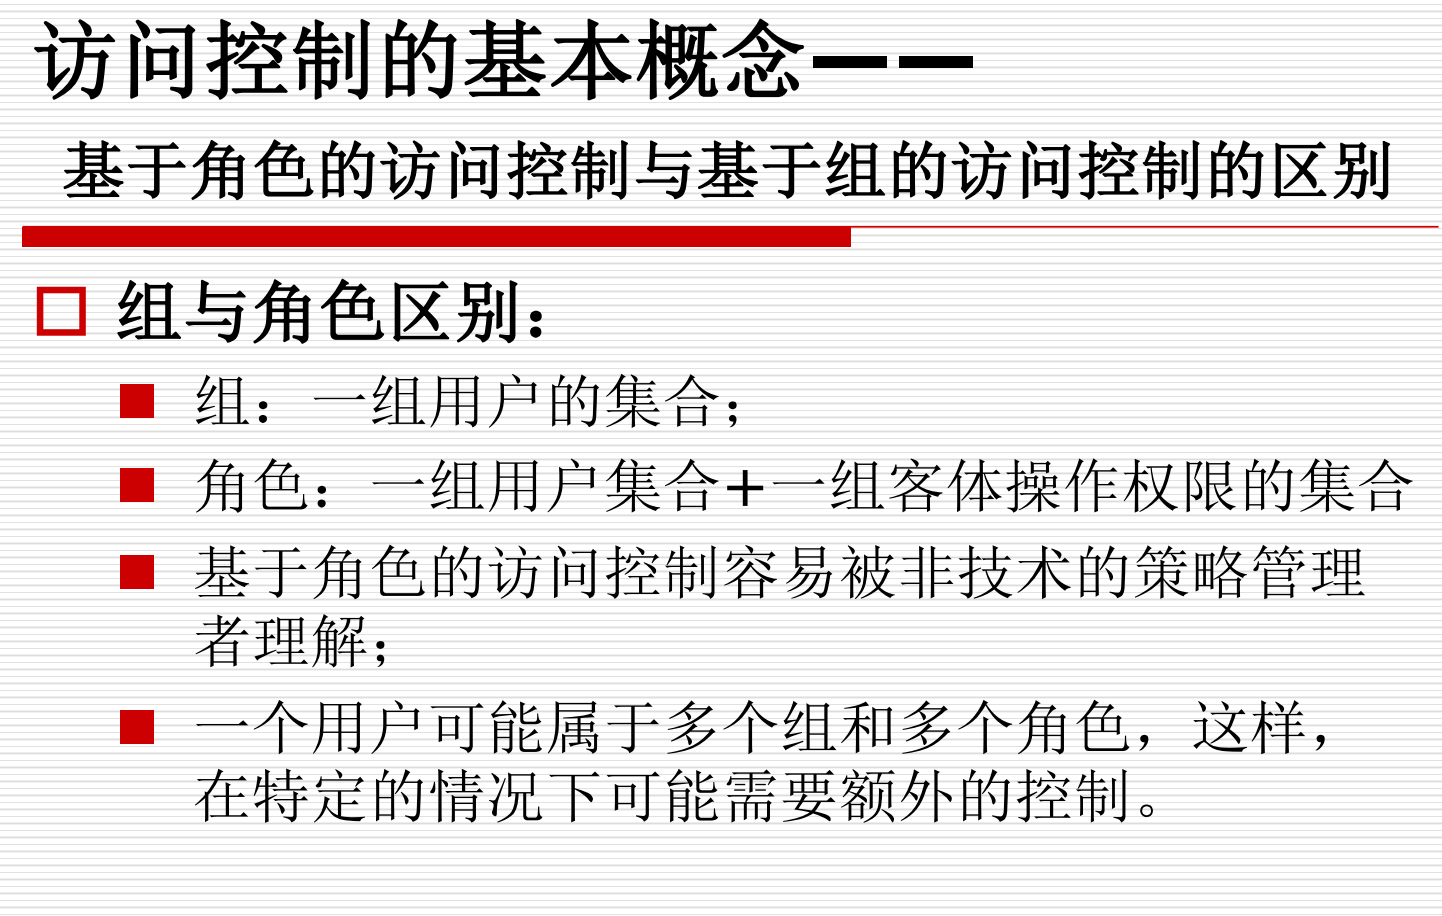 访问控制的基本概念——
基于角色的访问控制与基于组的访问控制的区别
组与角色区别：
组：一组用户的集合；
角色：一组用户集合+一组客体操作权限的集合
基于角色的访问控制容易被非技术的策略管理
者理解；
一个用户可能属于多个组和多个角色，这样，
在特定的情况下可能需要额外的控制。